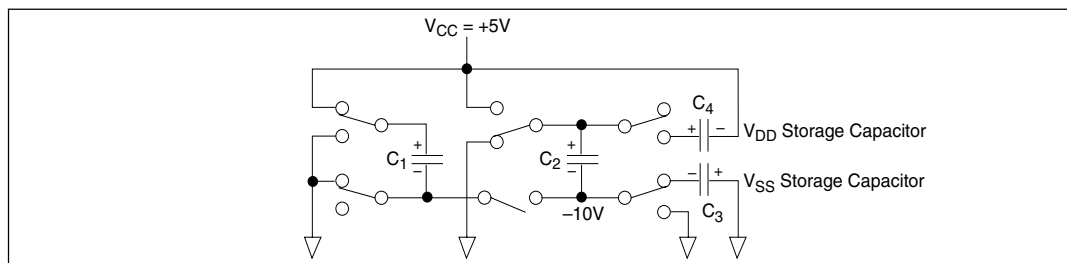 V_CC = +5V
C_4
+ −
V_DD Storage Capacitor
+
C_1
−
+
C_2
−
− +
V_SS Storage Capacitor
−10V
C_3